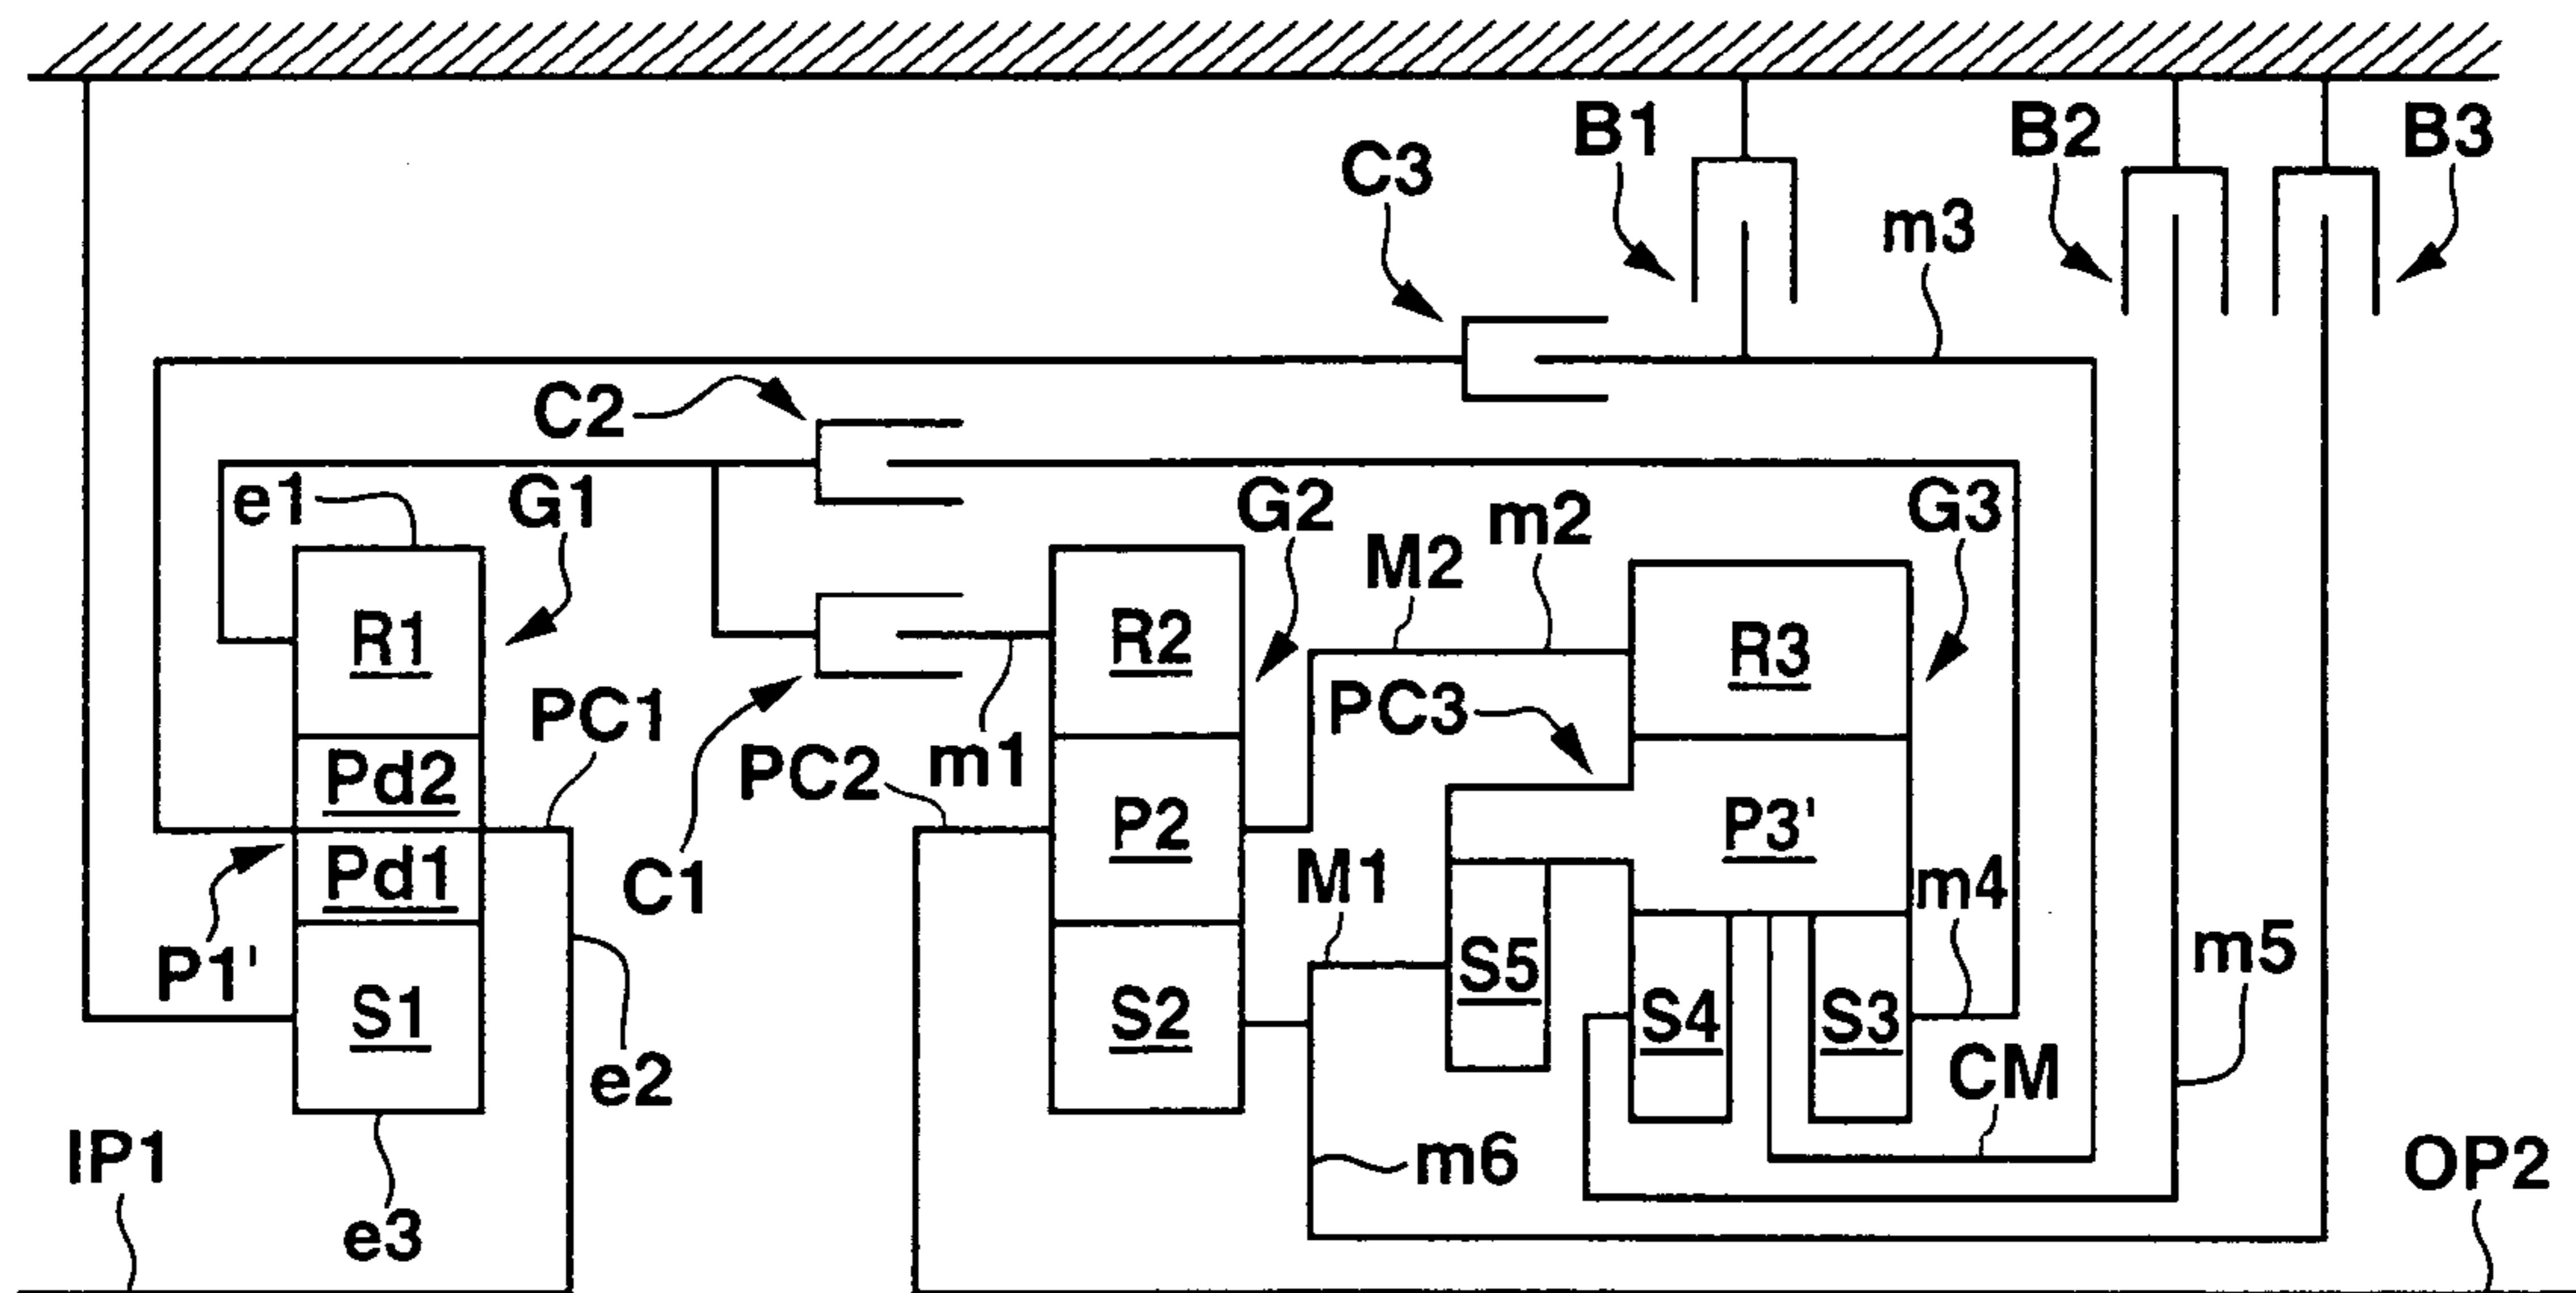 B1
B2
B3
C3
m3
C2
e1
G1
G2
M2
m2
G3
R1
R2
R3
PC1
PC3
m1
PC2
Pd2
P2
P3'
Pd1
C1
M1
m4
P1'
S5
m5
S1
S2
S4
S3
e2
CM
IP1
m6
OP2
e3